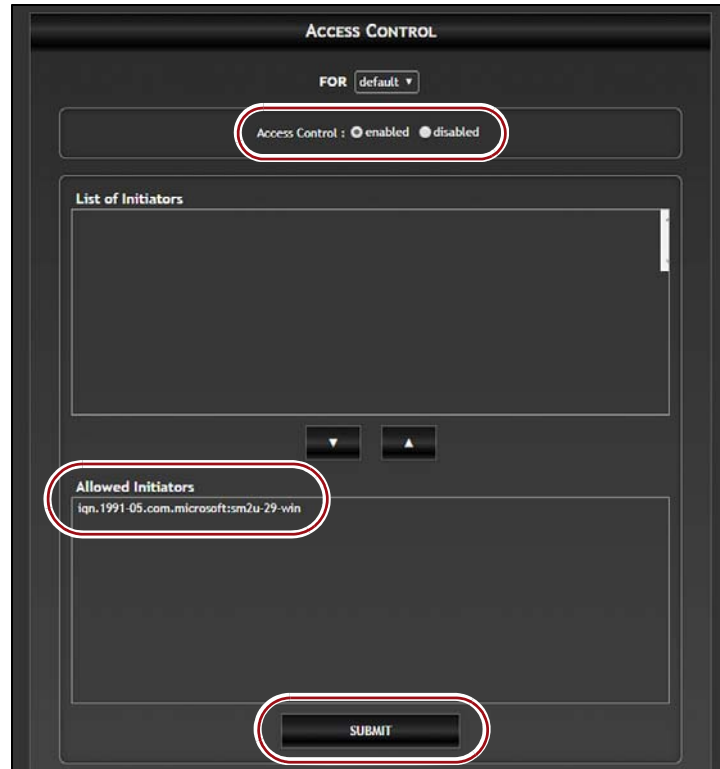 ACCESS CONTROL
FOR default ▼
Access Control : enabled disabled
List of Initiators
▼ ▲
Allowed Initiators
iqn.1991-05.com.microsoft:sm2u-29-win
SUBMIT